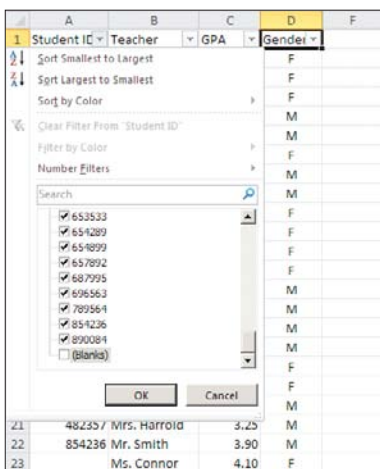 A B C D F
1 Student ID Teacher GPA Gender
Sort Smallest to Largest F
Sort Largest to Smallest F
Sort by Color F
M
Clear Filter From "Student ID" M
Filter by Color F
Number Filters M
Search M
653533 F
654289 F
654899 F
657892 F
687995 M
696563 M
789564 M
854236 M
890084 M
(Blanks) F
F
OK Cancel M
21 482357 Mrs. Harrold 3.25 M
22 854236 Mr. Smith 3.90 M
23 Ms. Connor 4.10 F